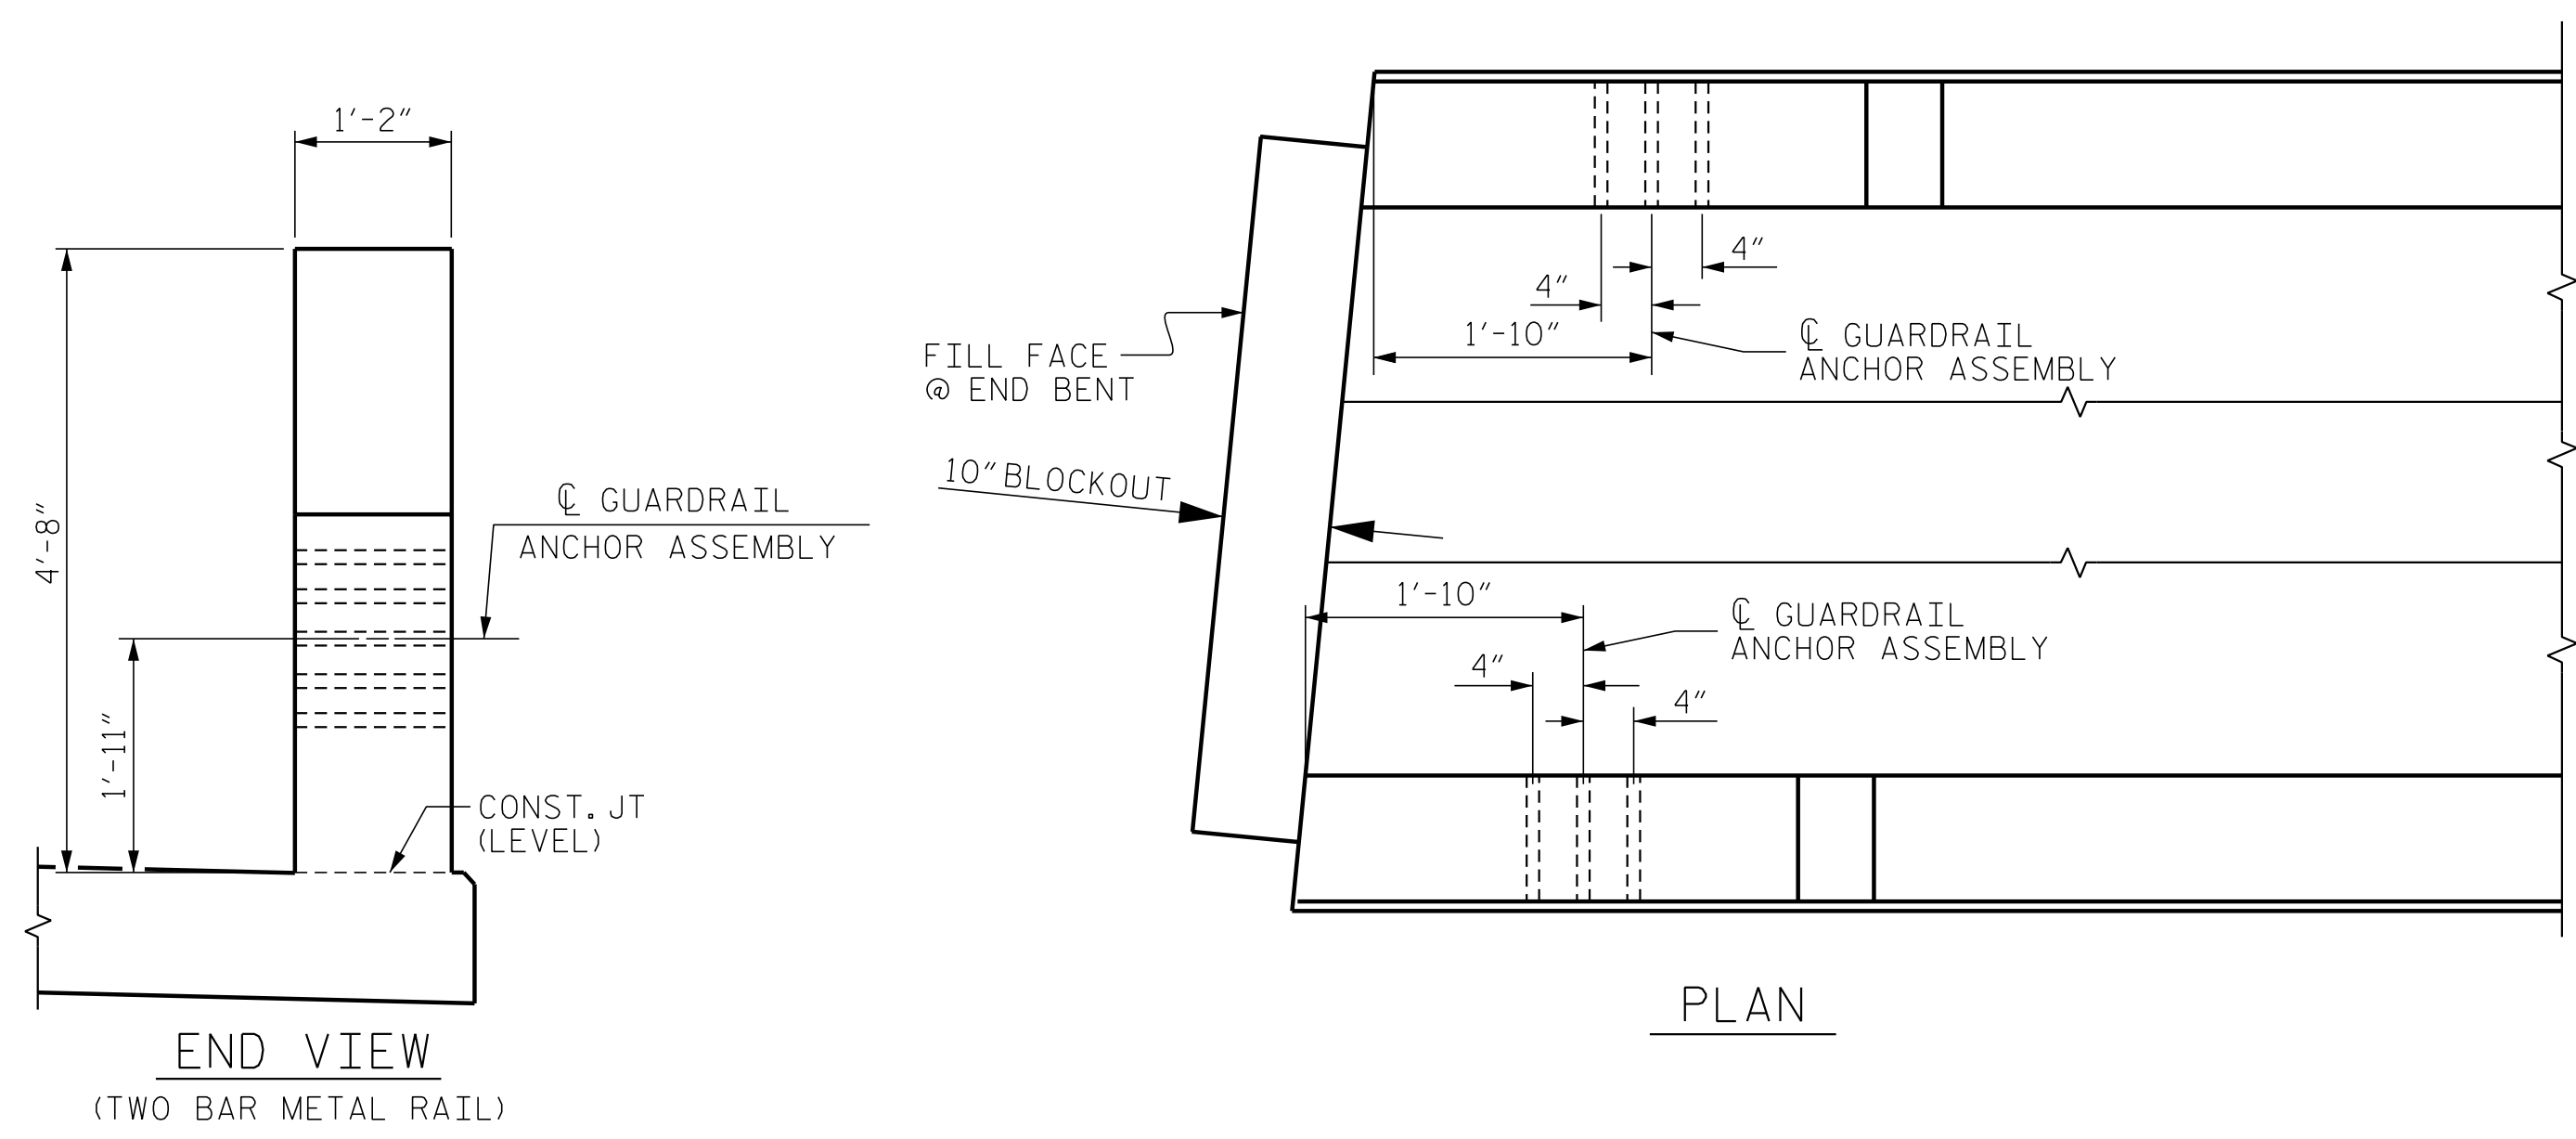 1'-2"
4'-8"
1'-11"
℄ GUARDRAIL
ANCHOR ASSEMBLY
CONST. JT
(LEVEL)
END VIEW
(TWO BAR METAL RAIL)
FILL FACE
@ END BENT
10" BLOCKOUT
4"
4"
1'-10"
℄ GUARDRAIL
ANCHOR ASSEMBLY
1'-10"
℄ GUARDRAIL
ANCHOR ASSEMBLY
4"
4"
PLAN